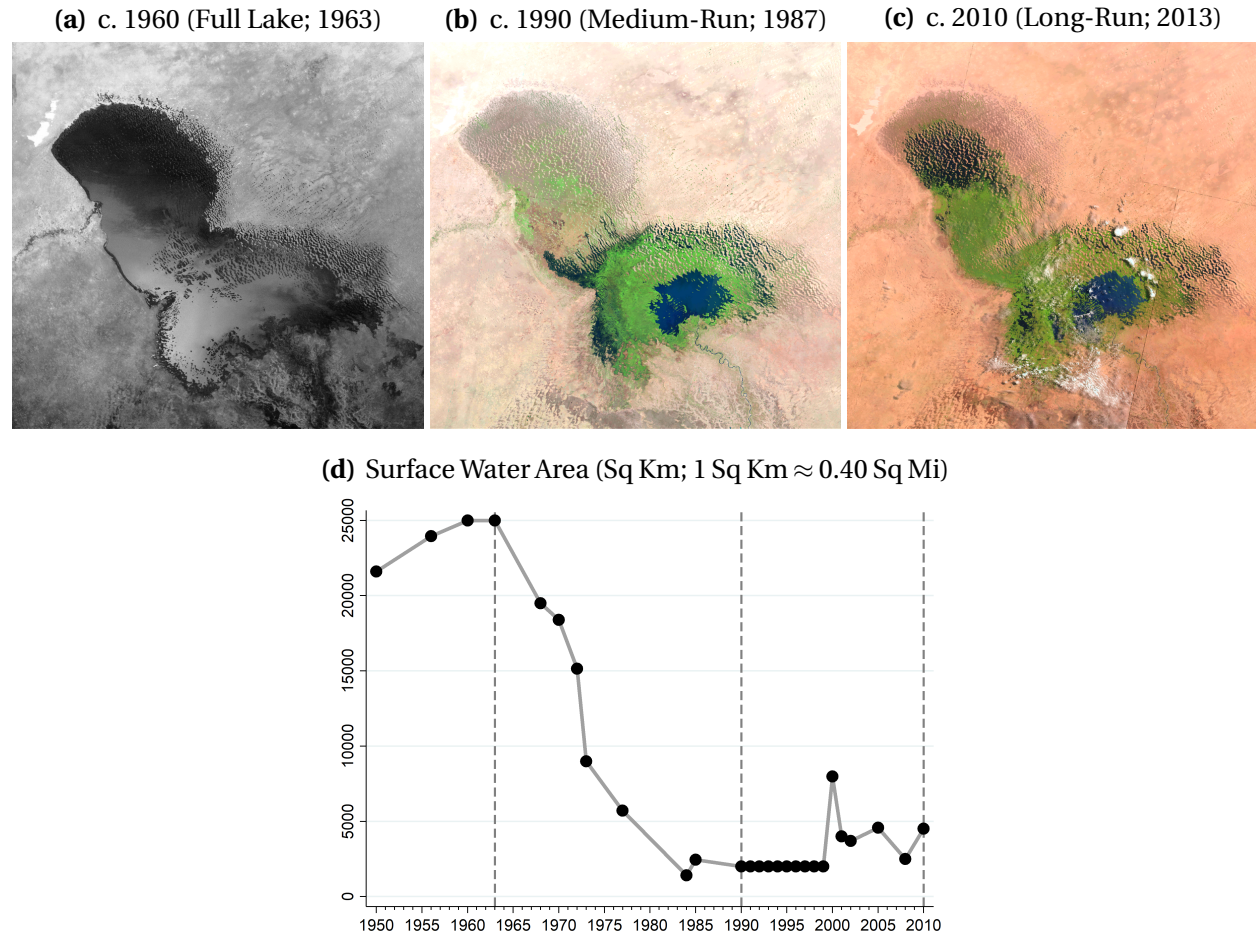 (a) c. 1960 (Full Lake; 1963)
(b) c. 1990 (Medium-Run; 1987)
(c) c. 2010 (Long-Run; 2013)
(d) Surface Water Area (Sq Km; 1 Sq Km ≈ 0.40 Sq Mi)
25000
20000
15000
10000
5000
0
1950 1955 1960 1965 1970 1975 1980 1985 1990 1995 2000 2005 2010